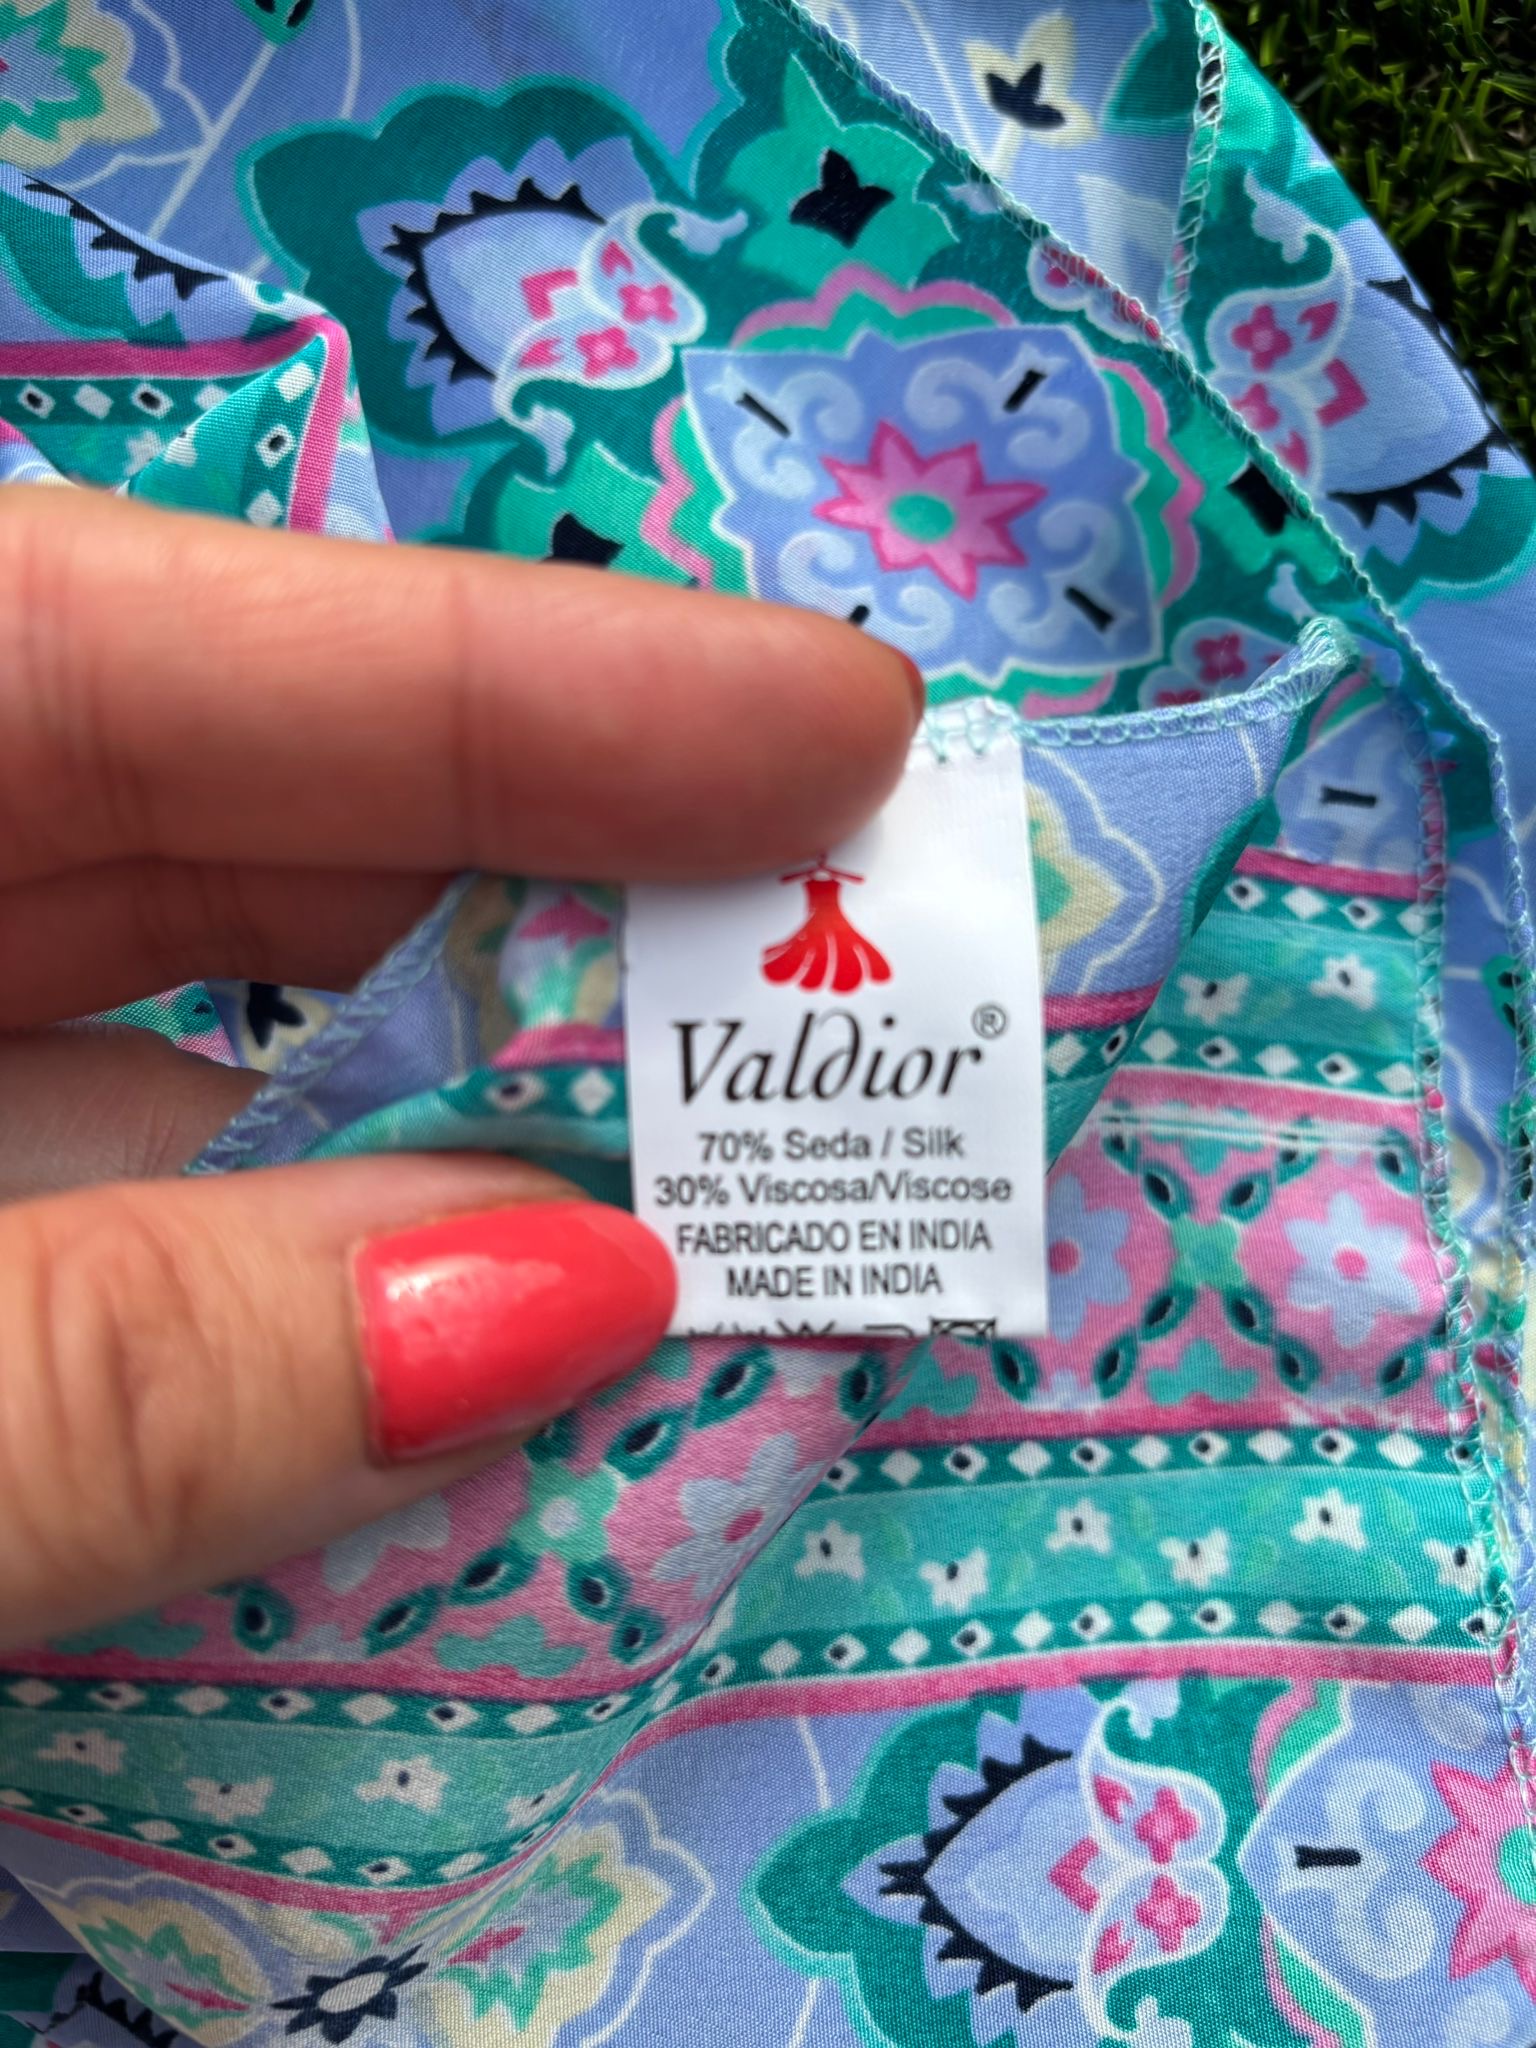 Valdior®
70% Seda / Silk
30% Viscosa/Viscose
FABRICADO EN INDIA
MADE IN INDIA